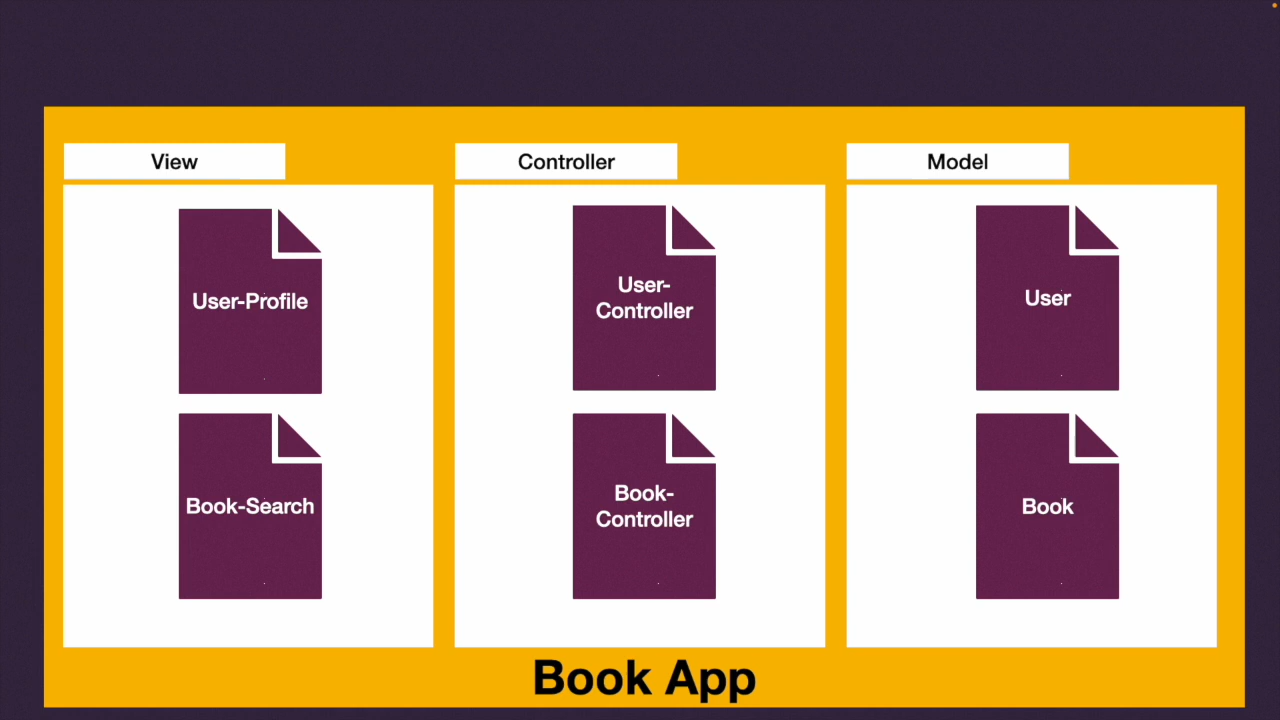 View
Controller
Model
User-Profile
User-
Controller
User
Book-Search
Book-
Controller
Book
Book App